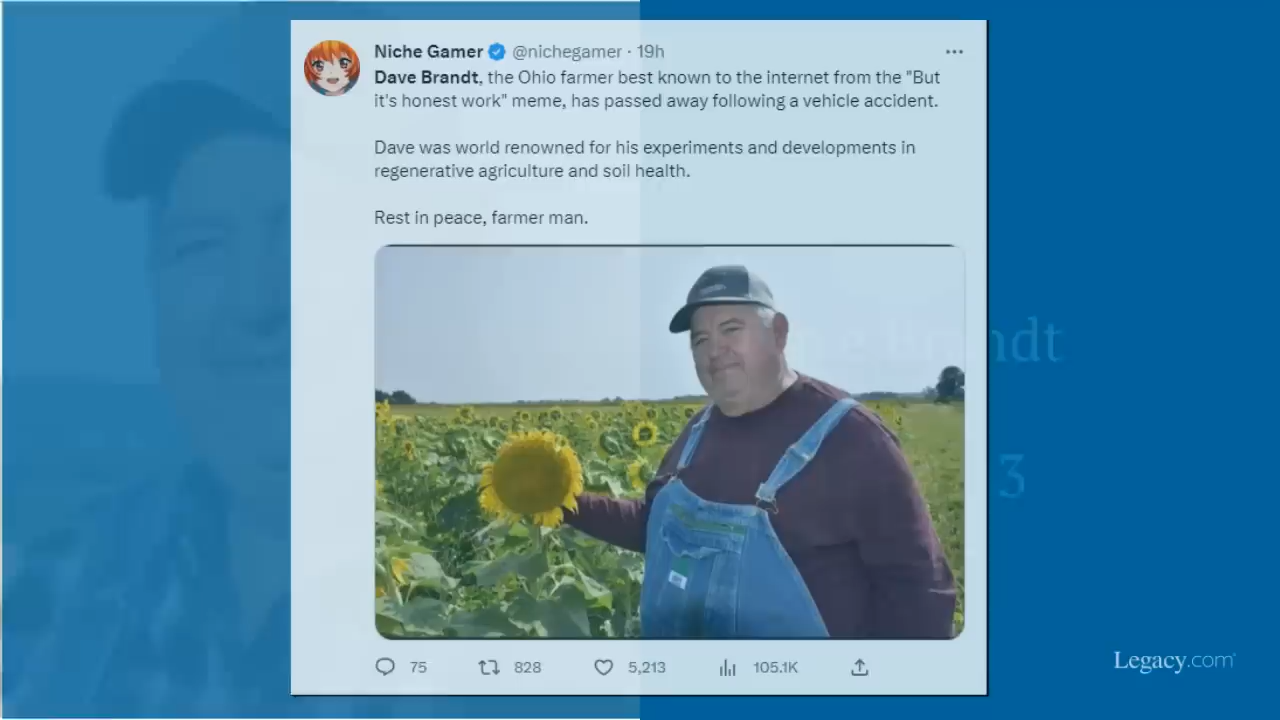 Niche Gamer @nichegamer · 19h
Dave Brandt, the Ohio farmer best known to the internet from the "But
it's honest work" meme, has passed away following a vehicle accident.
Dave was world renowned for his experiments and developments in
regenerative agriculture and soil health.
Rest in peace, farmer man.
Brandt
3
75 828 5,213 105.1K
Legacy.com